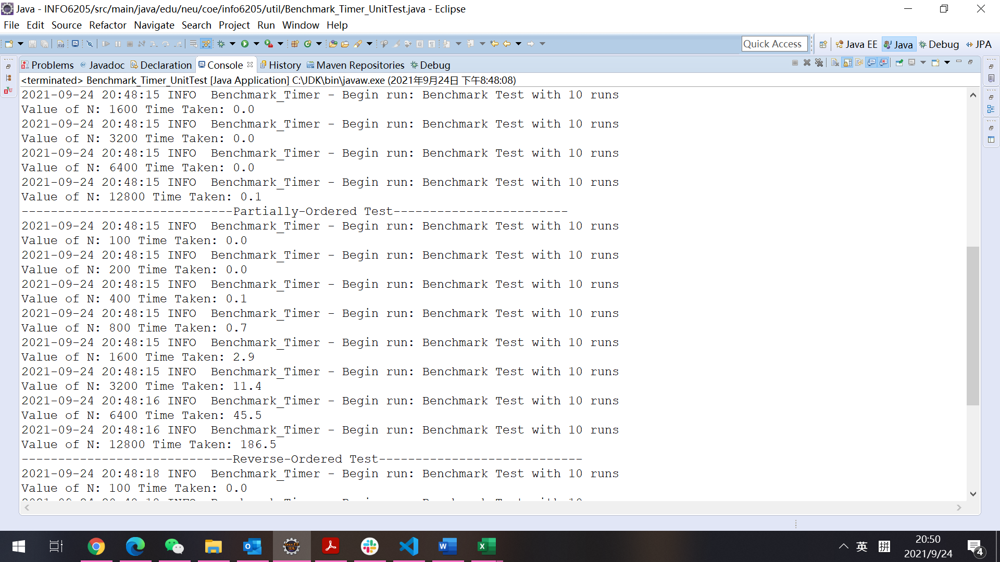 Java - INFO6205/src/main/java/edu/neu/coe/info6205/util/Benchmark_Timer_UnitTest.java - Eclipse
File Edit Source Refactor Navigate Search Project Run Window Help
Quick Access Java EE Java Debug JPA
Problems Javadoc Declaration Console History Maven Repositories Debug
<terminated> Benchmark_Timer_UnitTest [Java Application] C:\JDK\bin\javaw.exe (2021年9月24日 下午8:48:08)
2021-09-24 20:48:15 INFO  Benchmark_Timer - Begin run: Benchmark Test with 10 runs
Value of N: 1600 Time Taken: 0.0
2021-09-24 20:48:15 INFO  Benchmark_Timer - Begin run: Benchmark Test with 10 runs
Value of N: 3200 Time Taken: 0.0
2021-09-24 20:48:15 INFO  Benchmark_Timer - Begin run: Benchmark Test with 10 runs
Value of N: 6400 Time Taken: 0.0
2021-09-24 20:48:15 INFO  Benchmark_Timer - Begin run: Benchmark Test with 10 runs
Value of N: 12800 Time Taken: 0.1
-----------------------------Partially-Ordered Test------------------------
2021-09-24 20:48:15 INFO  Benchmark_Timer - Begin run: Benchmark Test with 10 runs
Value of N: 100 Time Taken: 0.0
2021-09-24 20:48:15 INFO  Benchmark_Timer - Begin run: Benchmark Test with 10 runs
Value of N: 200 Time Taken: 0.0
2021-09-24 20:48:15 INFO  Benchmark_Timer - Begin run: Benchmark Test with 10 runs
Value of N: 400 Time Taken: 0.1
2021-09-24 20:48:15 INFO  Benchmark_Timer - Begin run: Benchmark Test with 10 runs
Value of N: 800 Time Taken: 0.7
2021-09-24 20:48:15 INFO  Benchmark_Timer - Begin run: Benchmark Test with 10 runs
Value of N: 1600 Time Taken: 2.9
2021-09-24 20:48:15 INFO  Benchmark_Timer - Begin run: Benchmark Test with 10 runs
Value of N: 3200 Time Taken: 11.4
2021-09-24 20:48:16 INFO  Benchmark_Timer - Begin run: Benchmark Test with 10 runs
Value of N: 6400 Time Taken: 45.5
2021-09-24 20:48:16 INFO  Benchmark_Timer - Begin run: Benchmark Test with 10 runs
Value of N: 12800 Time Taken: 186.5
-----------------------------Reverse-Ordered Test----------------------------
2021-09-24 20:48:18 INFO  Benchmark_Timer - Begin run: Benchmark Test with 10 runs
Value of N: 100 Time Taken: 0.0
英 拼
20:50
2021/9/24
4